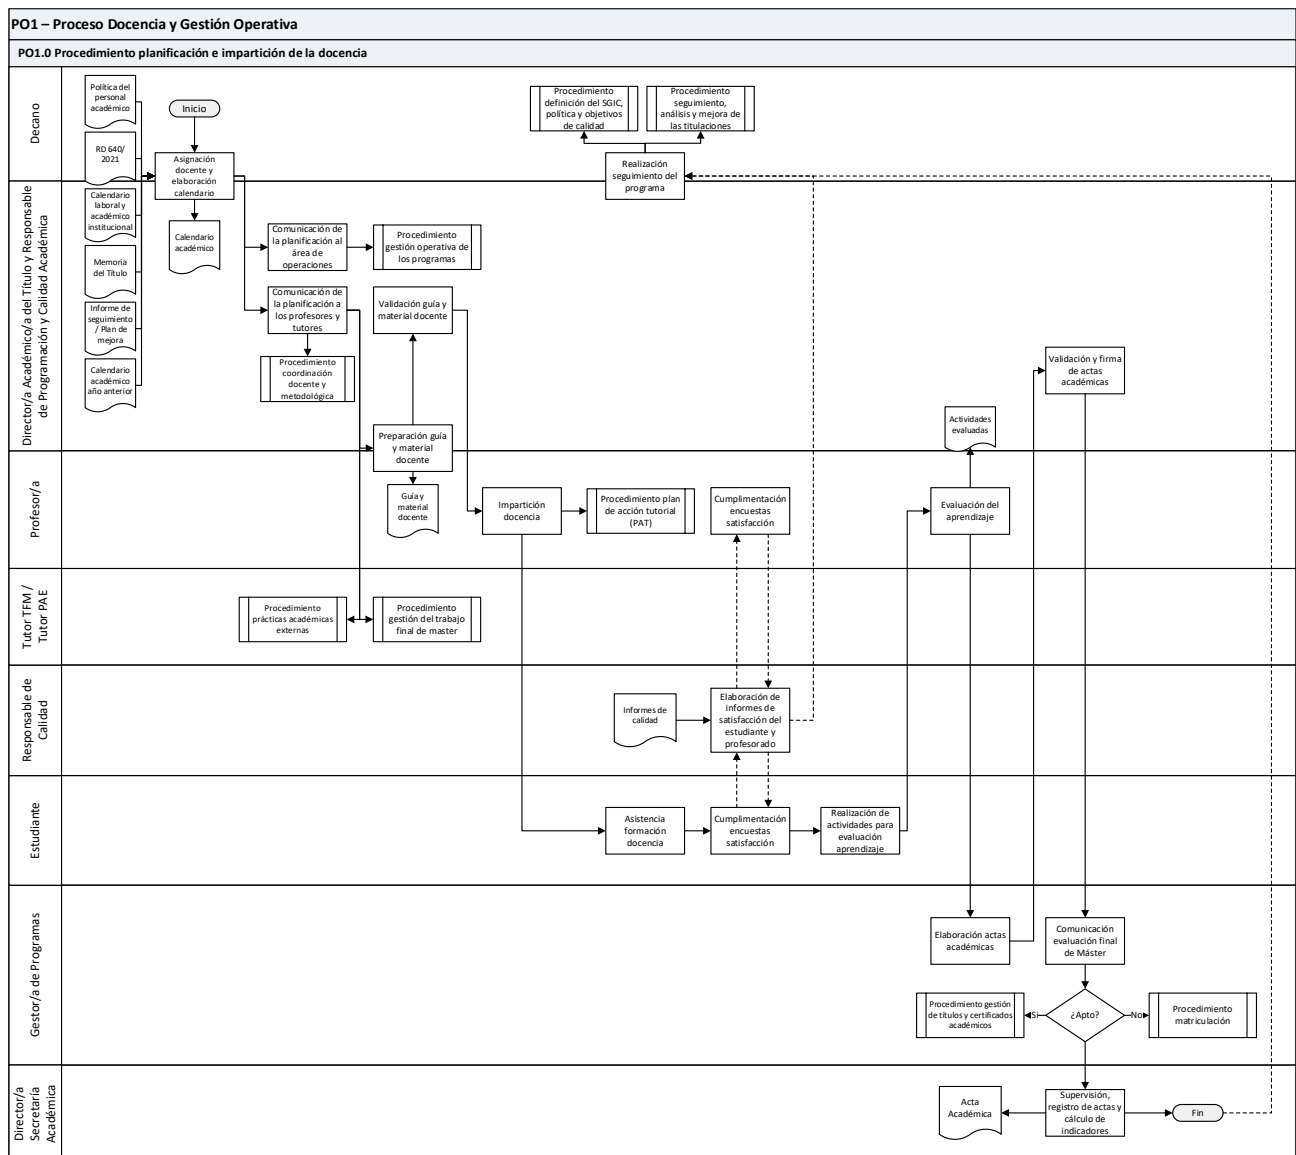 PO1 – Proceso Docencia y Gestión Operativa
PO1.0 Procedimiento planificación e impartición de la docencia
Decano
Política del
personal
académico
Inicio
RD 640/
2021
Asignación
docente y
elaboración
calendario
Procedimiento
definición del SGIC,
política y objetivos
de calidad
Procedimiento
seguimiento,
análisis y mejora
de las titulaciones
Realización
seguimiento del
programa
Director/a Académico/a del Título y Responsable
de Programación y Calidad Académica
Calendario
laboral y
académico
institucional
Memoria
del Título
Informe de
seguimiento
/ Plan de
mejora
Calendario
académico
año anterior
Calendario
académico
Comunicación de
la planificación al
área de
operaciones
Procedimiento
gestión operativa de
los programas
Comunicación de
la planificación a
los profesores y
tutores
Validación guía y
material docente
Procedimiento
coordinación
docente y
metodológica
Preparación guía
y material
docente
Validación y firma
de actas
académicas
Actividades
evaluadas
Profesor/a
Guía y
material
docente
Impartición
docencia
Procedimiento plan
de acción tutorial
(PAT)
Cumplimentación
encuestas
satisfacción
Evaluación del
aprendizaje
Tutor TFM /
Tutor PAE
Procedimiento
prácticas académicas
externas
Procedimiento
gestión del trabajo
final de master
Responsable de
Calidad
Informes de
calidad
Elaboración de
informes de
satisfacción del
estudiante y
profesorado
Estudiante
Asistencia
formación
docencia
Cumplimentación
encuestas
satisfacción
Realización de
actividades para
evaluación
aprendizaje
Gestor/a de Programas
Elaboración actas
académicas
Comunicación
evaluación final
de Máster
Procedimiento gestión
de títulos y certificados
académicos
Sí
¿Apto?
No
Procedimiento
matriculación
Director/a
Secretaría
Académica
Acta
Académica
Supervisión,
registro de actas y
cálculo de
indicadores
Fin